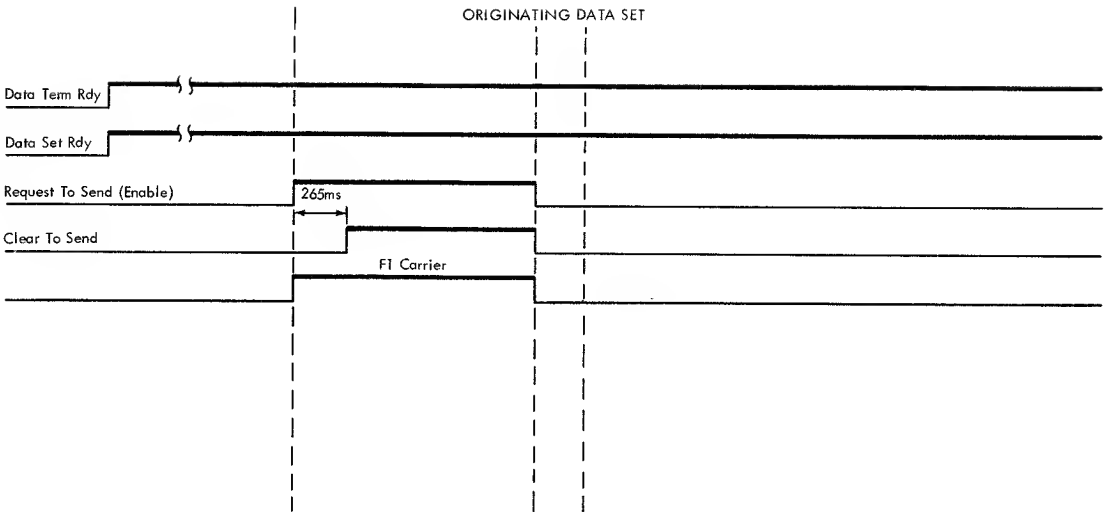 ORIGINATING DATA SET
Data Term Rdy
Data Set Rdy
Request To Send (Enable)
265ms
Clear To Send
F1 Carrier